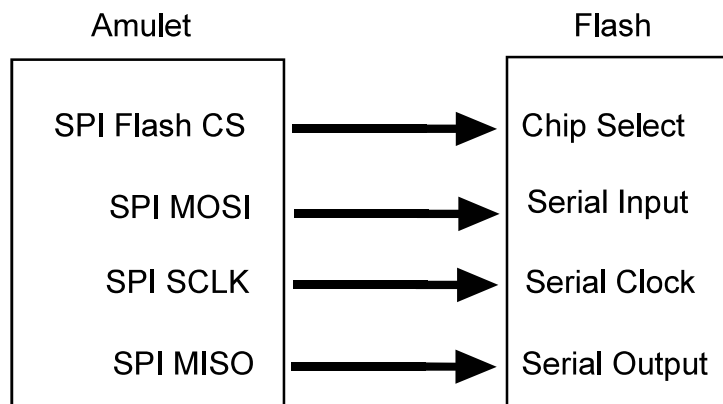 Amulet Flash
SPI Flash CS Chip Select
SPI MOSI Serial Input
SPI SCLK Serial Clock
SPI MISO Serial Output